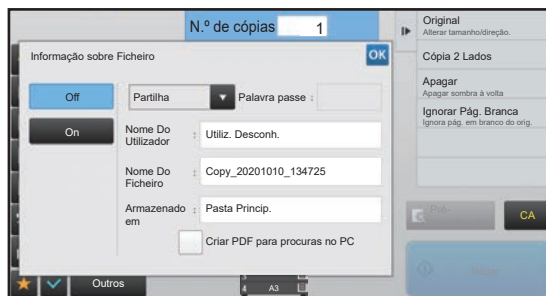 N.º de cópias 1
Informação sobre Ficheiro
OK
Off
On
Partilha
Palavra passe :
Nome Do
Utilizador
: Utiliz. Desconh.
Nome Do
Ficheiro
: Copy_20201010_134725
Armazenado
em
: Pasta Princip.
Criar PDF para procuras no PC
Outros
A3
Original
Alterar tamanho/direção.
Cópia 2 Lados
Apagar
Apagar sombra à volta
Ignorar Pág. Branca
Ignora pág. em branco do orig.
CA